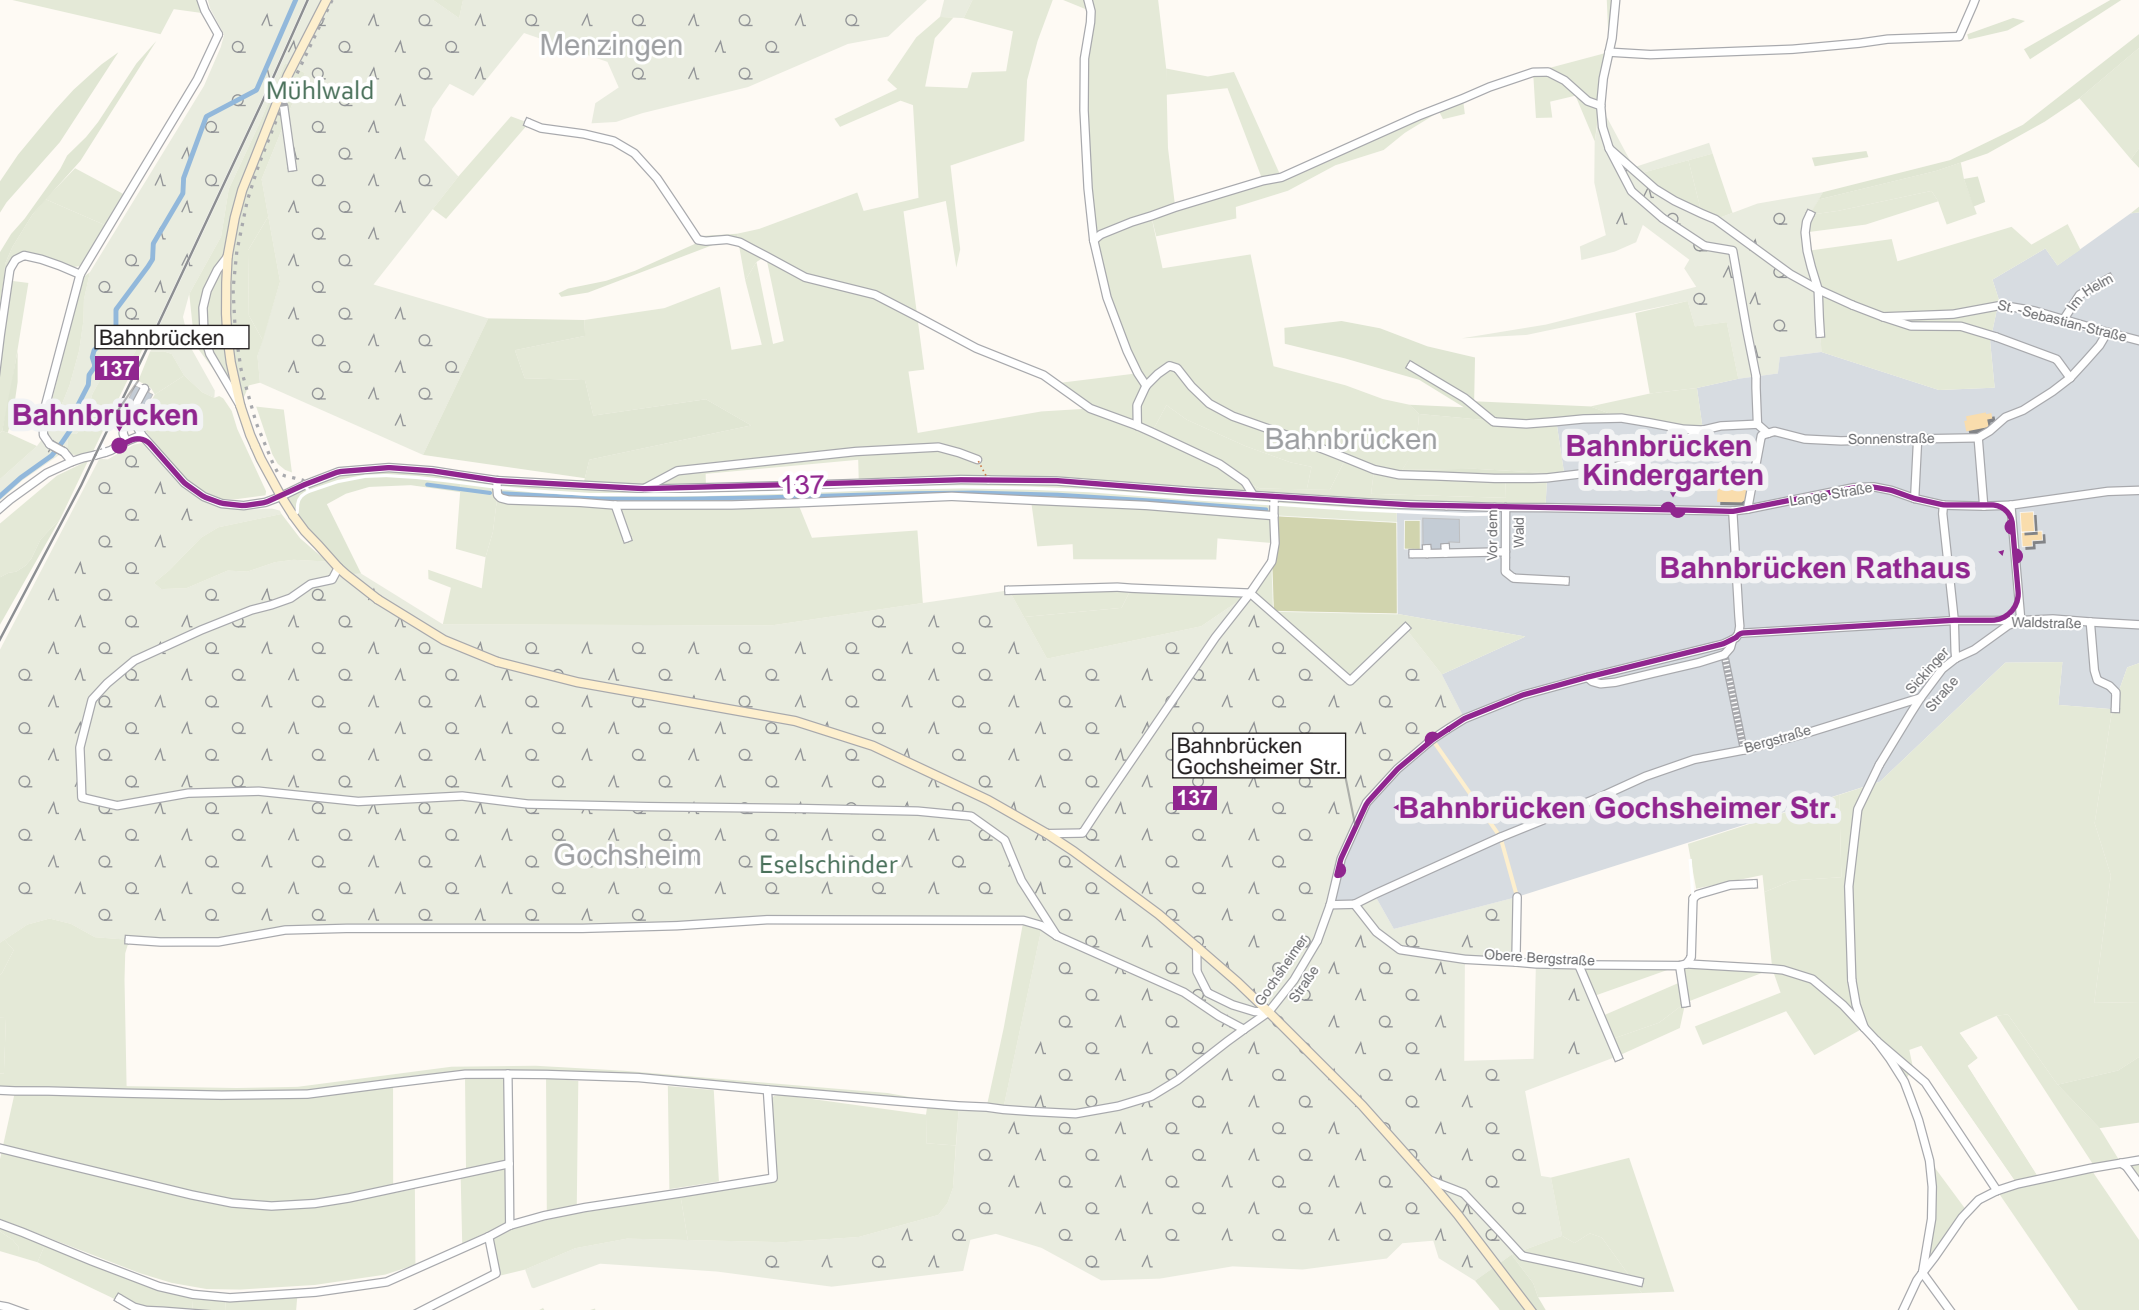 Menzingen
Mühlwald
Im Helm
St.-Sebastian-Straße
Bahnbrücken
137
Bahnbrücken
Bahnbrücken
Sonnenstraße
Bahnbrücken
Kindergarten
137
Lange Straße
Vor dem
Wald
Bahnbrücken Rathaus
Waldstraße
Sickinger
Straße
Bergstraße
Bahnbrücken
Gochsheimer Str.
137
Bahnbrücken Gochsheimer Str.
Gochsheim
Eselschinder
Gochsheimer
Straße
Obere Bergstraße